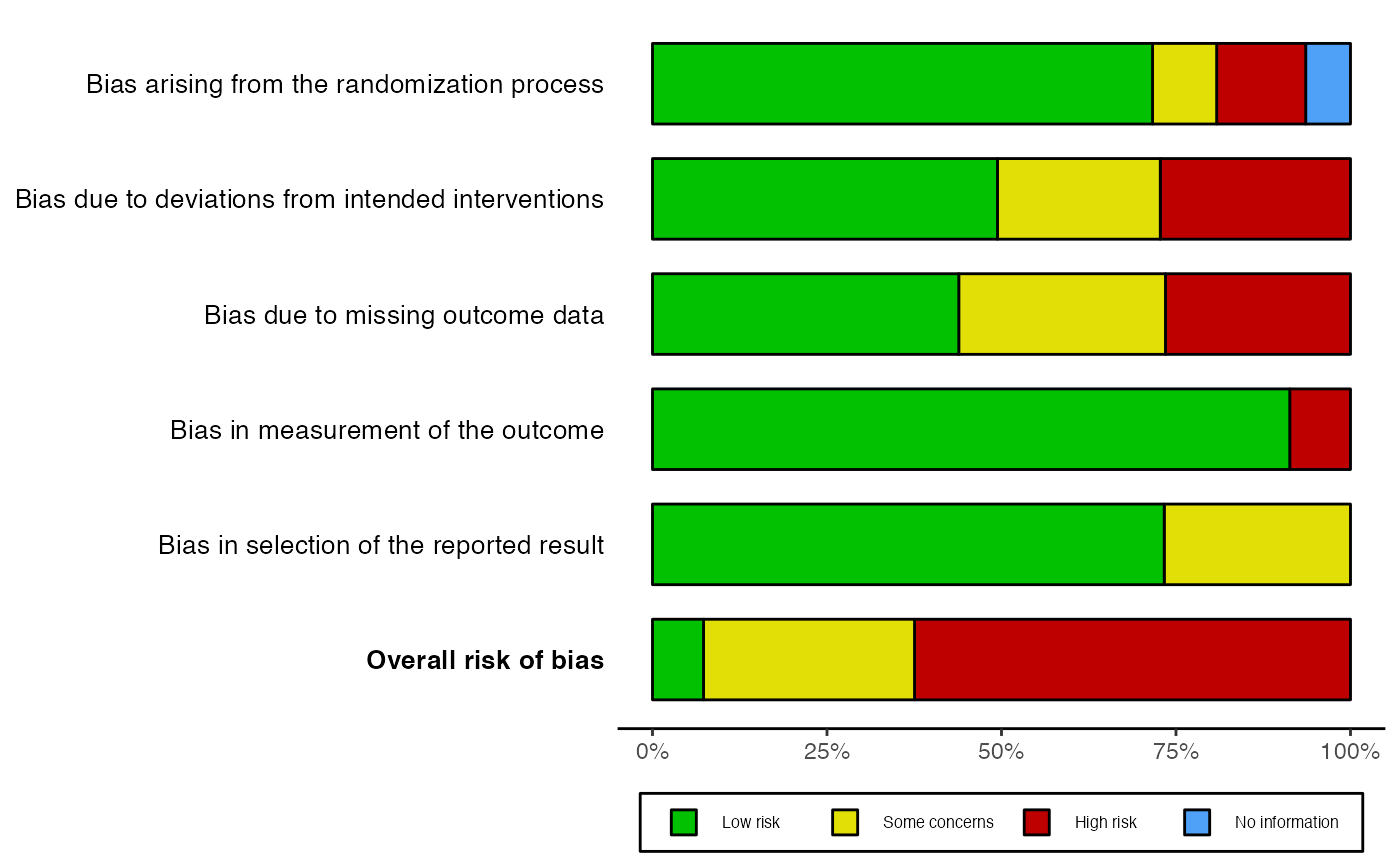 Bias arising from the randomization process
Bias due to deviations from intended interventions
Bias due to missing outcome data
Bias in measurement of the outcome
Bias in selection of the reported result
Overall risk of bias
0% 25% 50% 75% 100%
Low risk Some concerns High risk No information